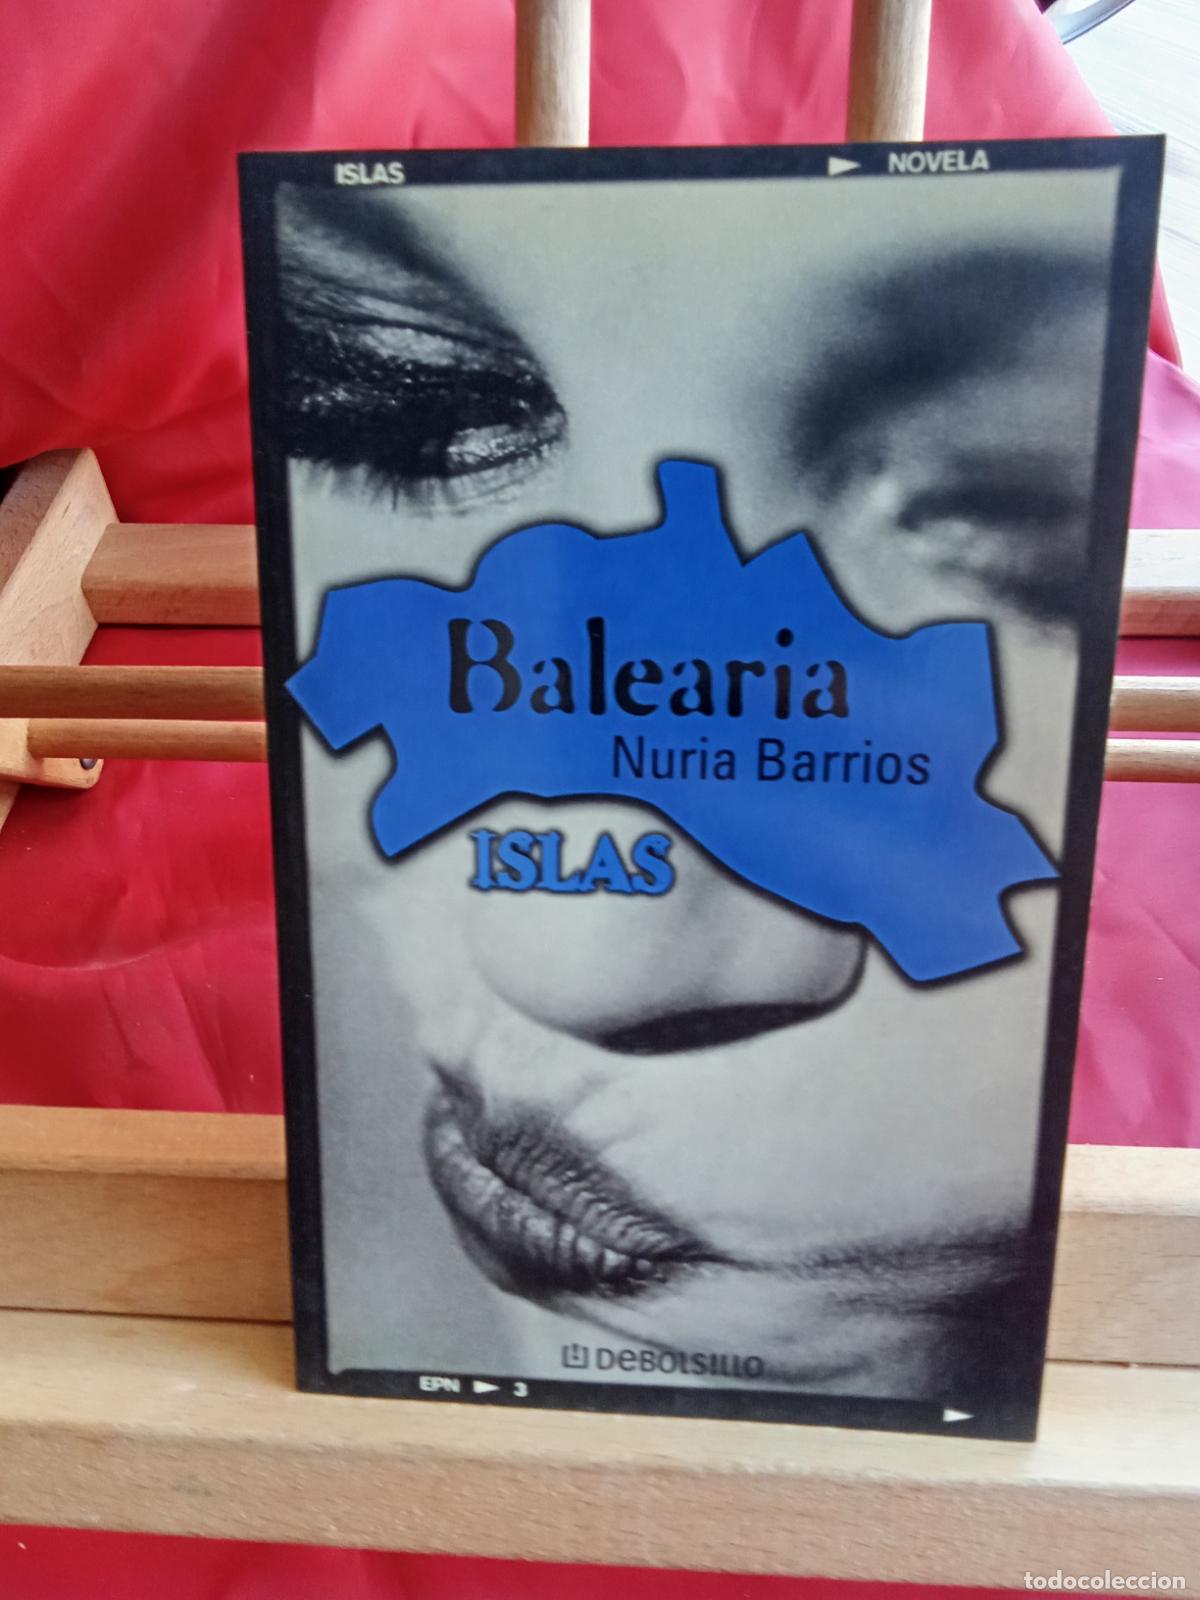 ISLAS ▶ NOVELA
Balearia
Nuria Barrios
ISLAS
DEBOLSILLO
EPN ▶ 3
todocoleccion